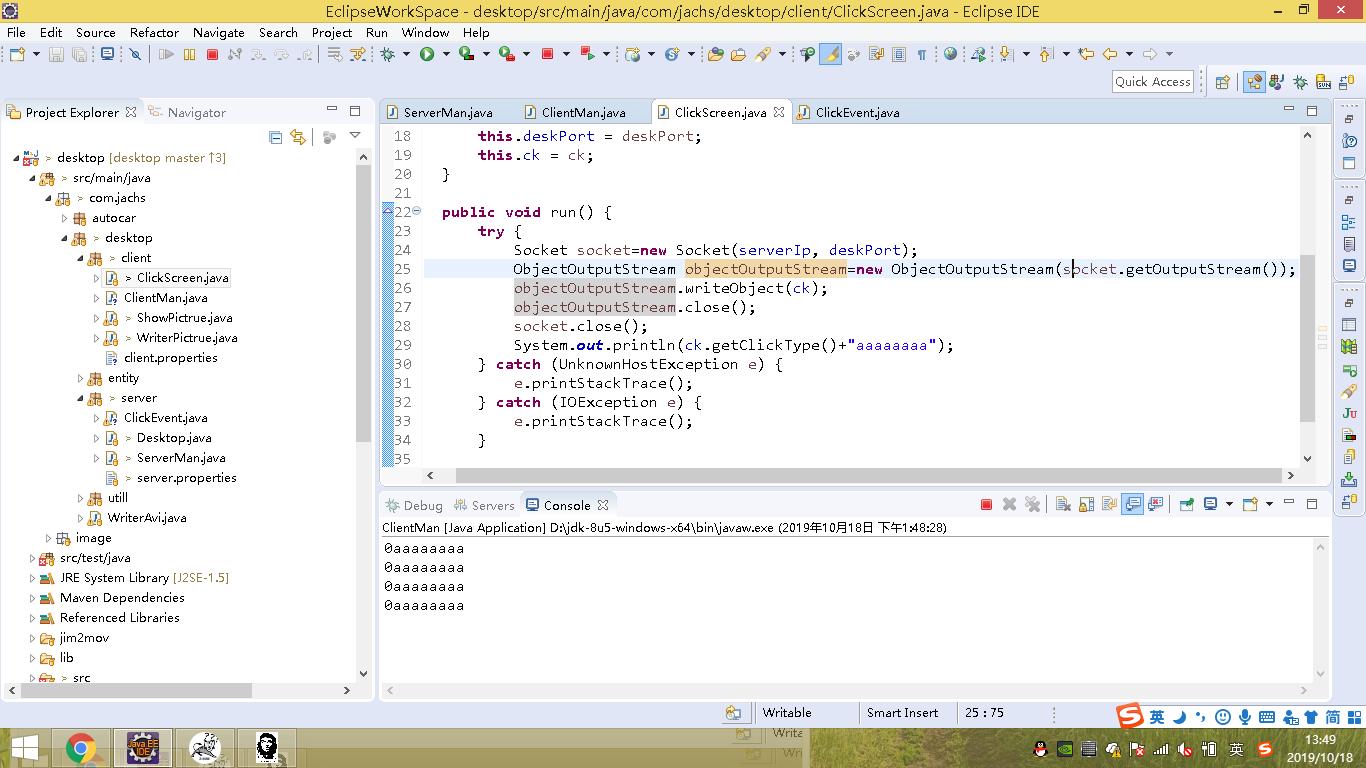 EclipseWorkSpace - desktop/src/main/java/com/jachs/desktop/client/ClickScreen.java - Eclipse IDE
File Edit Source Refactor Navigate Search Project Run Window Help
Quick Access
Project Explorer
Navigator
> desktop [desktop master ↑3]
src/main/java
> com.jachs
autocar
> desktop
> client
> ClickScreen.java
ClientMan.java
> ShowPictrue.java
> WriterPictrue.java
client.properties
entity
> server
ClickEvent.java
> Desktop.java
> ServerMan.java
> server.properties
utill
WriterAvi.java
image
src/test/java
JRE System Library [J2SE-1.5]
Maven Dependencies
Referenced Libraries
jim2mov
lib
> src
ServerMan.java ClientMan.java ClickScreen.java ClickEvent.java
18 this.deskPort = deskPort;
19 this.ck = ck;
20 }
21
22 public void run() {
23 try {
24 Socket socket=new Socket(serverIp, deskPort);
25 ObjectOutputStream objectOutputStream=new ObjectOutputStream(socket.getOutputStream());
26 objectOutputStream.writeObject(ck);
27 objectOutputStream.close();
28 socket.close();
29 System.out.println(ck.getClickType()+"aaaaaaaa");
30 } catch (UnknownHostException e) {
31 e.printStackTrace();
32 } catch (IOException e) {
33 e.printStackTrace();
34 }
35
Debug Servers Console
ClientMan [Java Application] D:\jdk-8u5-windows-x64\bin\javaw.exe (2019年10月18日 下午1:48:28)
0aaaaaaaa
0aaaaaaaa
0aaaaaaaa
0aaaaaaaa
Writable Smart Insert 25 : 75
英 简
Java EE
IDE
英
13:49
2019/10/18